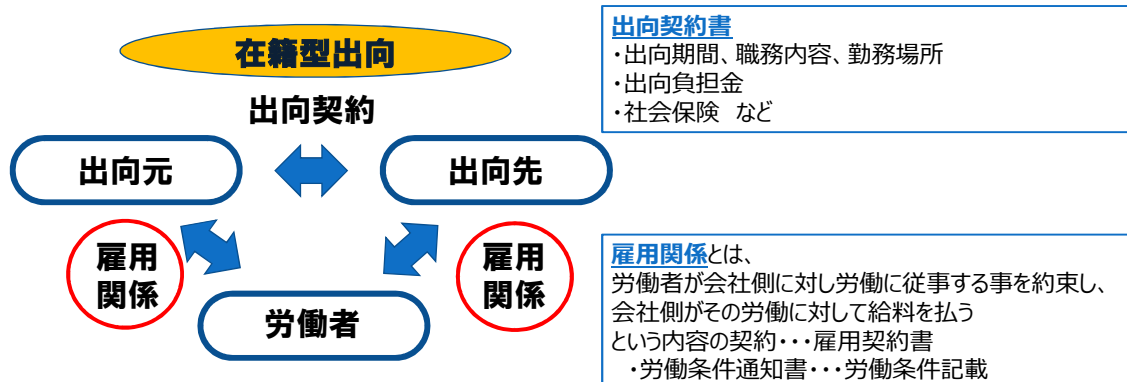 在籍型出向
出向契約
出向元
出向先
雇用
関係
雇用
関係
労働者
出向契約書
・出向期間、職務内容、勤務場所
・出向負担金
・社会保険 など
雇用関係とは、
労働者が会社側に対し労働に従事する事を約束し、
会社側がその労働に対して給料を払う
という内容の契約・・・雇用契約書
・労働条件通知書・・・労働条件記載